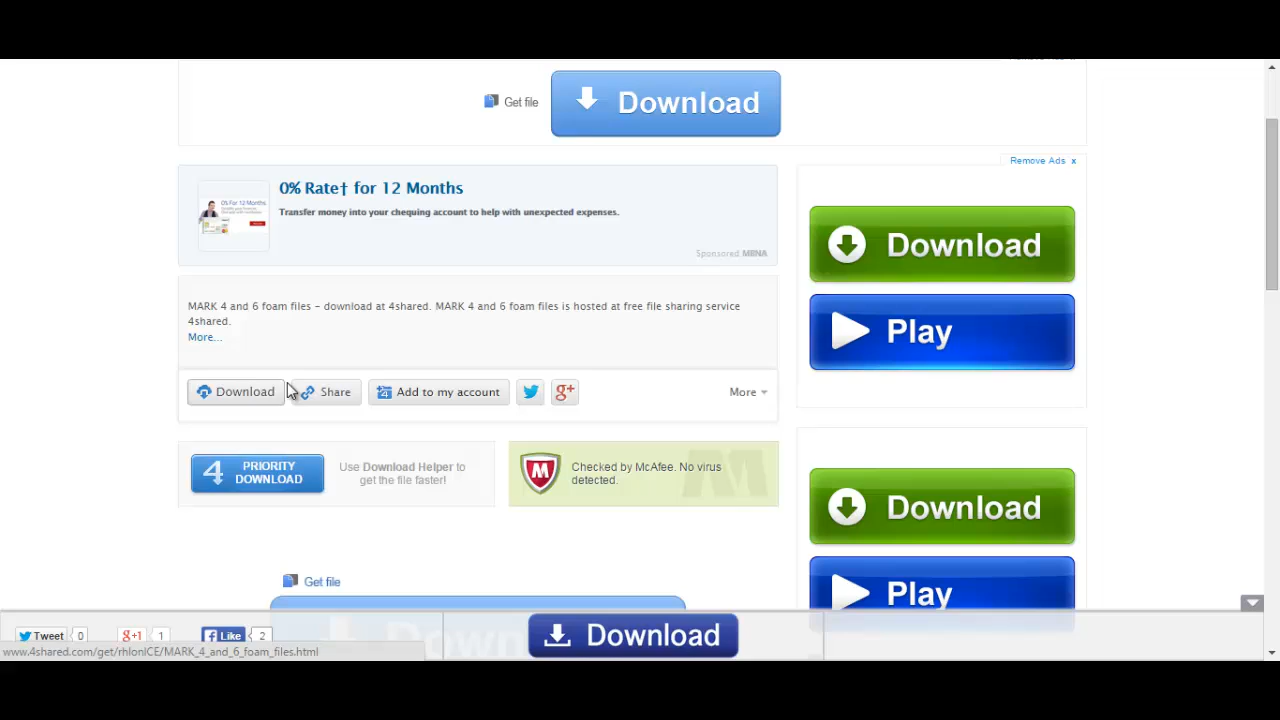 Get file
Download
Remove Ads x
0% Rate† for 12 Months
Transfer money into your chequing account to help with unexpected expenses.
Sponsored MBNA
Download
Play
MARK 4 and 6 foam files – download at 4shared. MARK 4 and 6 foam files is hosted at free file sharing service
4shared.
More...
Download
Share
Add to my account
More
4 PRIORITY
DOWNLOAD
Use Download Helper to
get the file faster!
Checked by McAfee. No virus
detected.
Download
Play
Get file
Tweet 0
+1 1
Like 2
Download
www.4shared.com/get/rhIonICE/MARK_4_and_6_foam_files.html